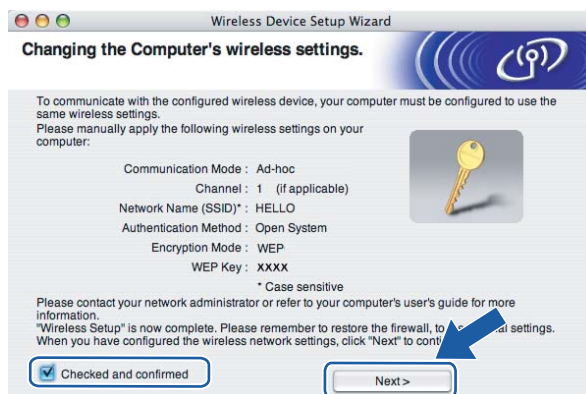 Wireless Device Setup Wizard
Changing the Computer's wireless settings.
To communicate with the configured wireless device, your computer must be configured to use the
same wireless settings.
Please manually apply the following wireless settings on your
computer:
Communication Mode : Ad-hoc
Channel : 1 (if applicable)
Network Name (SSID)* : HELLO
Authentication Method : Open System
Encryption Mode : WEP
WEP Key : XXXX
* Case sensitive
Please contact your network administrator or refer to your computer's user's guide for more
information.
"Wireless Setup" is now complete. Please remember to restore the firewall, to settings.
When you have configured the wireless network settings, click "Next" to
Checked and confirmed
Next >